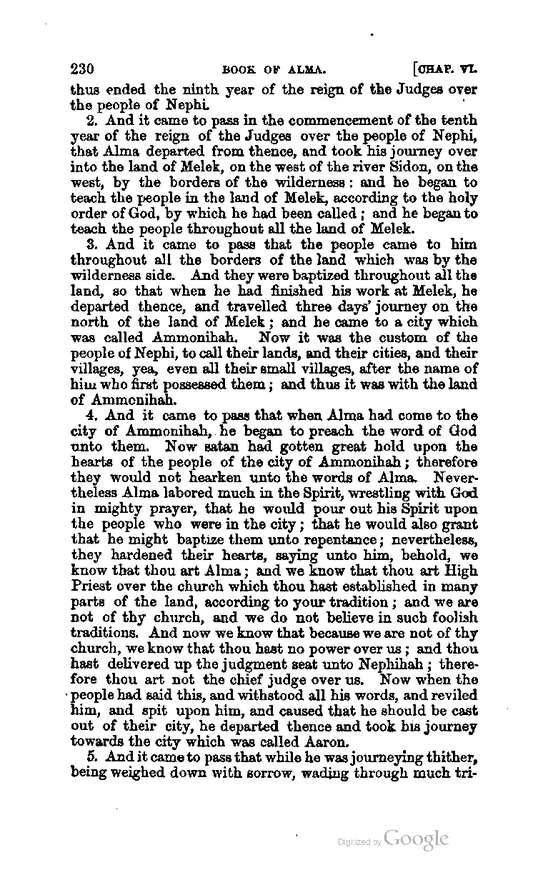 230 BOOK OF ALMA. [CHAP. VI.
thus ended the ninth year of the reign of the Judges over
the people of Nephi.
2. And it came to pass in the commencement of the tenth
year of the reign of the Judges over the people of Nephi,
that Alma departed from thence, and took his journey over
into the land of Melek, on the west of the river Sidon, on the
west, by the borders of the wilderness: and he began to
teach the people in the land of Melek, according to the holy
order of God, by which he had been called; and he began to
teach the people throughout all the land of Melek.
3. And it came to pass that the people came to him
throughout all the borders of the land which was by the
wilderness side. And they were baptized throughout all the
land, so that when he had finished his work at Melek, he
departed thence, and travelled three days' journey on the
north of the land of Melek; and he came to a city which
was called Ammonihah. Now it was the custom of the
people of Nephi, to call their lands, and their cities, and their
villages, yea, even all their small villages, after the name of
him who first possessed them; and thus it was with the land
of Ammonihah.
4. And it came to pass that when Alma had come to the
city of Ammonihah, he began to preach the word of God
unto them. Now satan had gotten great hold upon the
hearts of the people of the city of Ammonihah; therefore
they would not hearken unto the words of Alma. Never-
theless Alma labored much in the Spirit, wrestling with God
in mighty prayer, that he would pour out his Spirit upon
the people who were in the city; that he would also grant
that he might baptize them unto repentance; nevertheless,
they hardened their hearts, saying unto him, behold, we
know that thou art Alma; and we know that thou art High
Priest over the church which thou hast established in many
parts of the land, according to your tradition; and we are
not of thy church, and we do not believe in such foolish
traditions. And now we know that because we are not of thy
church, we know that thou hast no power over us; and thou
hast delivered up the judgment seat unto Nephihah; there-
fore thou art not the chief judge over us. Now when the
people had said this, and withstood all his words, and reviled
him, and spit upon him, and caused that he should be cast
out of their city, he departed thence and took his journey
towards the city which was called Aaron.
5. And it came to pass that while he was journeying thither,
being weighed down with sorrow, wading through much tri-
Digitized by Google